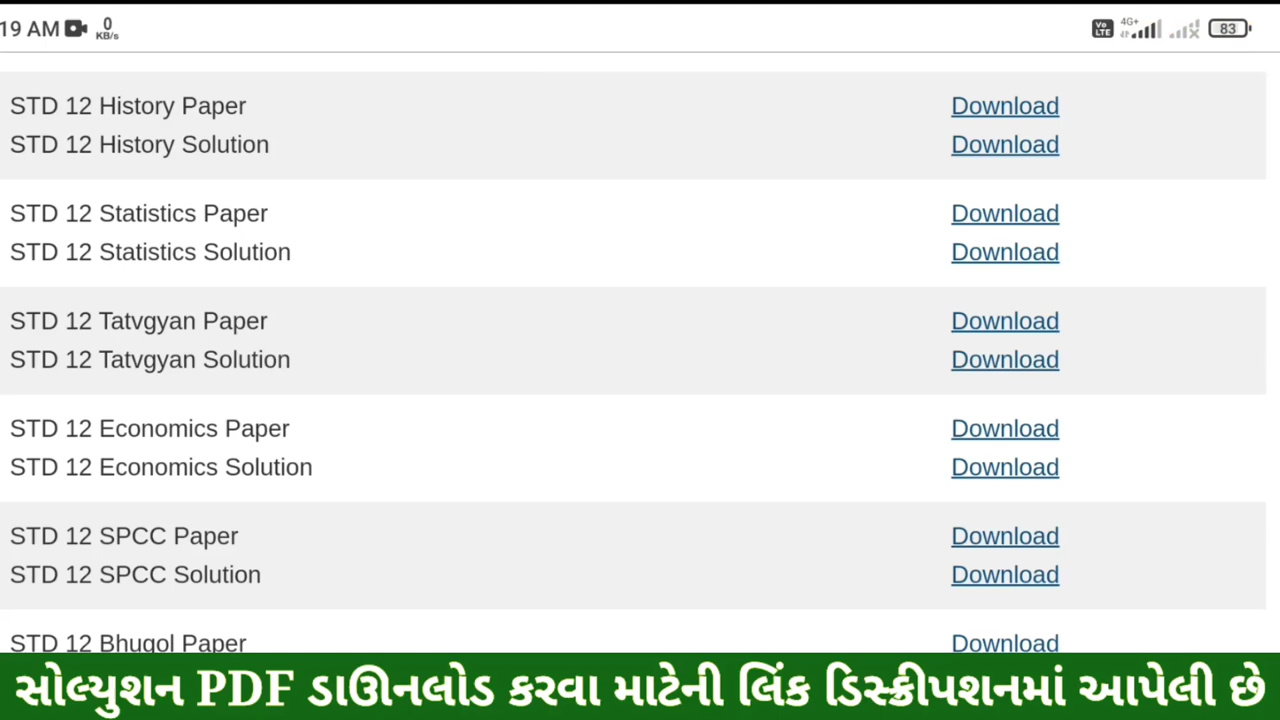 19 AM 0 KB/s Vo LTE 4G+ 83
STD 12 History Paper Download
STD 12 History Solution Download
STD 12 Statistics Paper Download
STD 12 Statistics Solution Download
STD 12 Tatvgyan Paper Download
STD 12 Tatvgyan Solution Download
STD 12 Economics Paper Download
STD 12 Economics Solution Download
STD 12 SPCC Paper Download
STD 12 SPCC Solution Download
STD 12 Bhugol Paper Download
સોલ્યુશન PDF ડાઊનલોડ કરવા માટેની લિંક ડિસ્ક્રીપશનમાં આપેલી છે